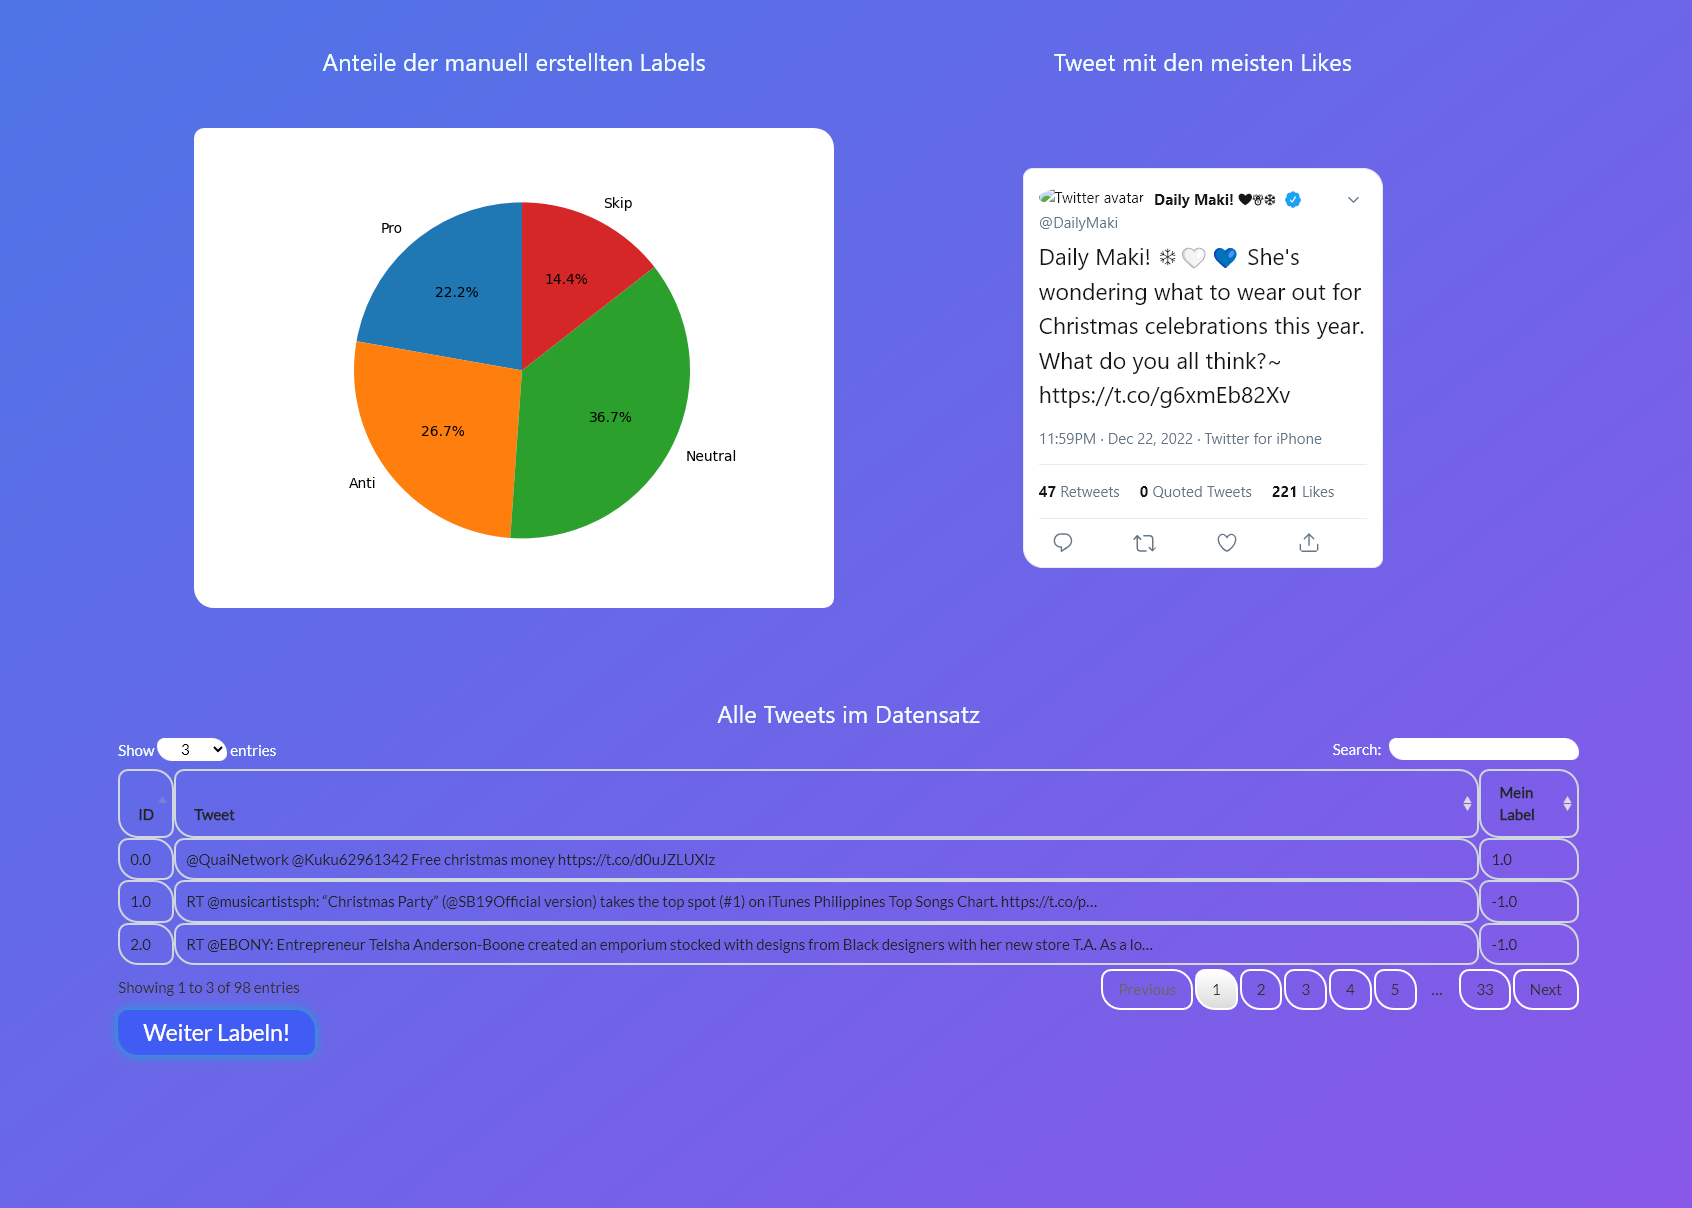 Anteile der manuell erstellten Labels
Tweet mit den meisten Likes
Skip
Pro
22.2%
14.4%
36.7%
26.7%
Neutral
Anti
Twitter avatar Daily Maki! 🖤❄
@DailyMaki
Daily Maki! ❄🤍 💙 She's
wondering what to wear out for
Christmas celebrations this year.
What do you all think?~
https://t.co/g6xmEb82Xv
11:59PM · Dec 22, 2022 · Twitter for iPhone
47 Retweets 0 Quoted Tweets 221 Likes
Alle Tweets im Datensatz
Show 3 entries
Search:
ID Tweet Mein Label
0.0 @QuaiNetwork @Kuku62961342 Free christmas money https://t.co/d0uJZLUXlz 1.0
1.0 RT @musicartistsph: “Christmas Party” (@SB19Official version) takes the top spot (#1) on iTunes Philippines Top Songs Chart. https://t.co/p… -1.0
2.0 RT @EBONY: Entrepreneur Telsha Anderson-Boone created an emporium stocked with designs from Black designers with her new store T.A. As a lo… -1.0
Showing 1 to 3 of 98 entries
Previous 1 2 3 4 5 … 33 Next
Weiter Labeln!